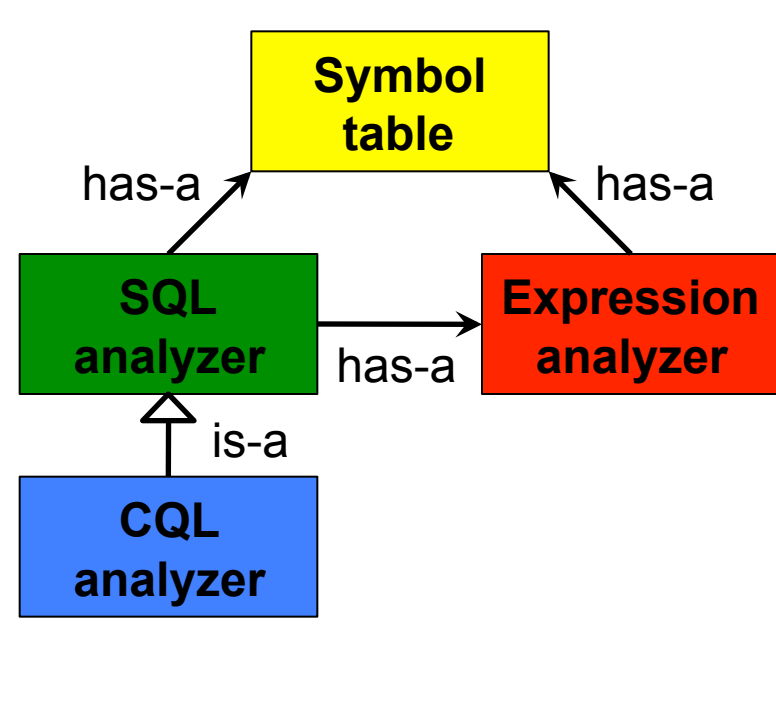 Symbol
table
has-a
has-a
SQL
analyzer
has-a
Expression
analyzer
is-a
CQL
analyzer